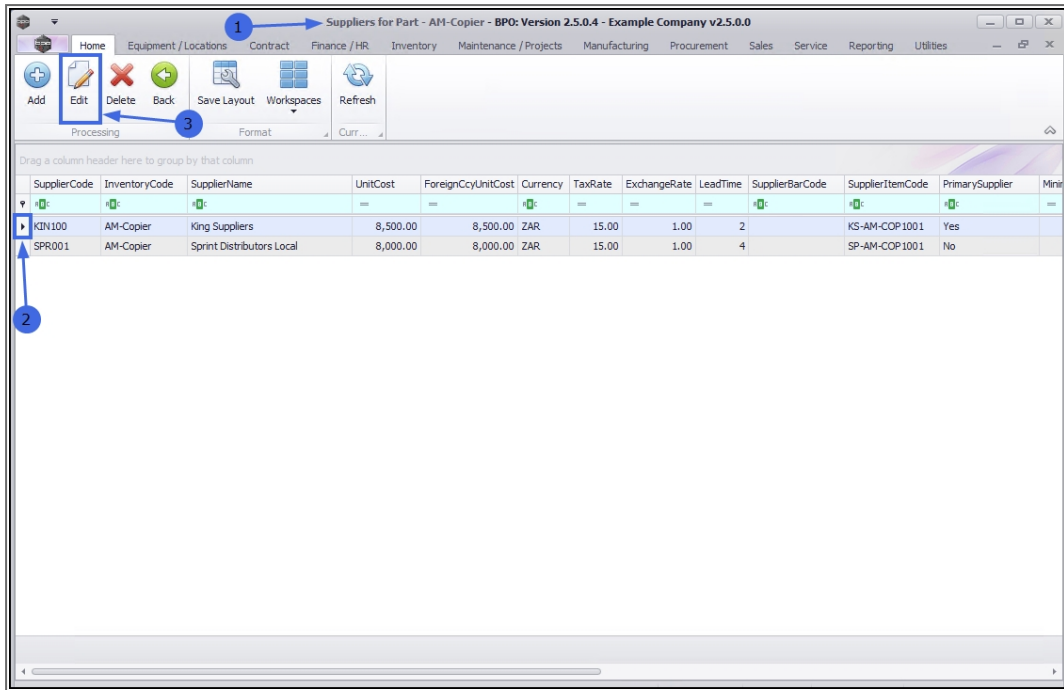 1
Suppliers for Part - AM-Copier - BPO: Version 2.5.0.4 - Example Company v2.5.0.0
Home Equipment / Locations Contract Finance / HR Inventory Maintenance / Projects Manufacturing Procurement Sales Service Reporting Utilities
Add Edit Delete Back Save Layout Workspaces Refresh
3
Processing Format Curr...
Drag a column header here to group by that column
SupplierCode InventoryCode SupplierName UnitCost ForeignCcyUnitCost Currency TaxRate ExchangeRate LeadTime SupplierBarCode SupplierItemCode PrimarySupplier Minir
KIN100 AM-Copier King Suppliers 8,500.00 8,500.00 ZAR 15.00 1.00 2 KS-AM-COP1001 Yes
SPR001 AM-Copier Sprint Distributors Local 8,000.00 8,000.00 ZAR 15.00 1.00 4 SP-AM-COP1001 No
2